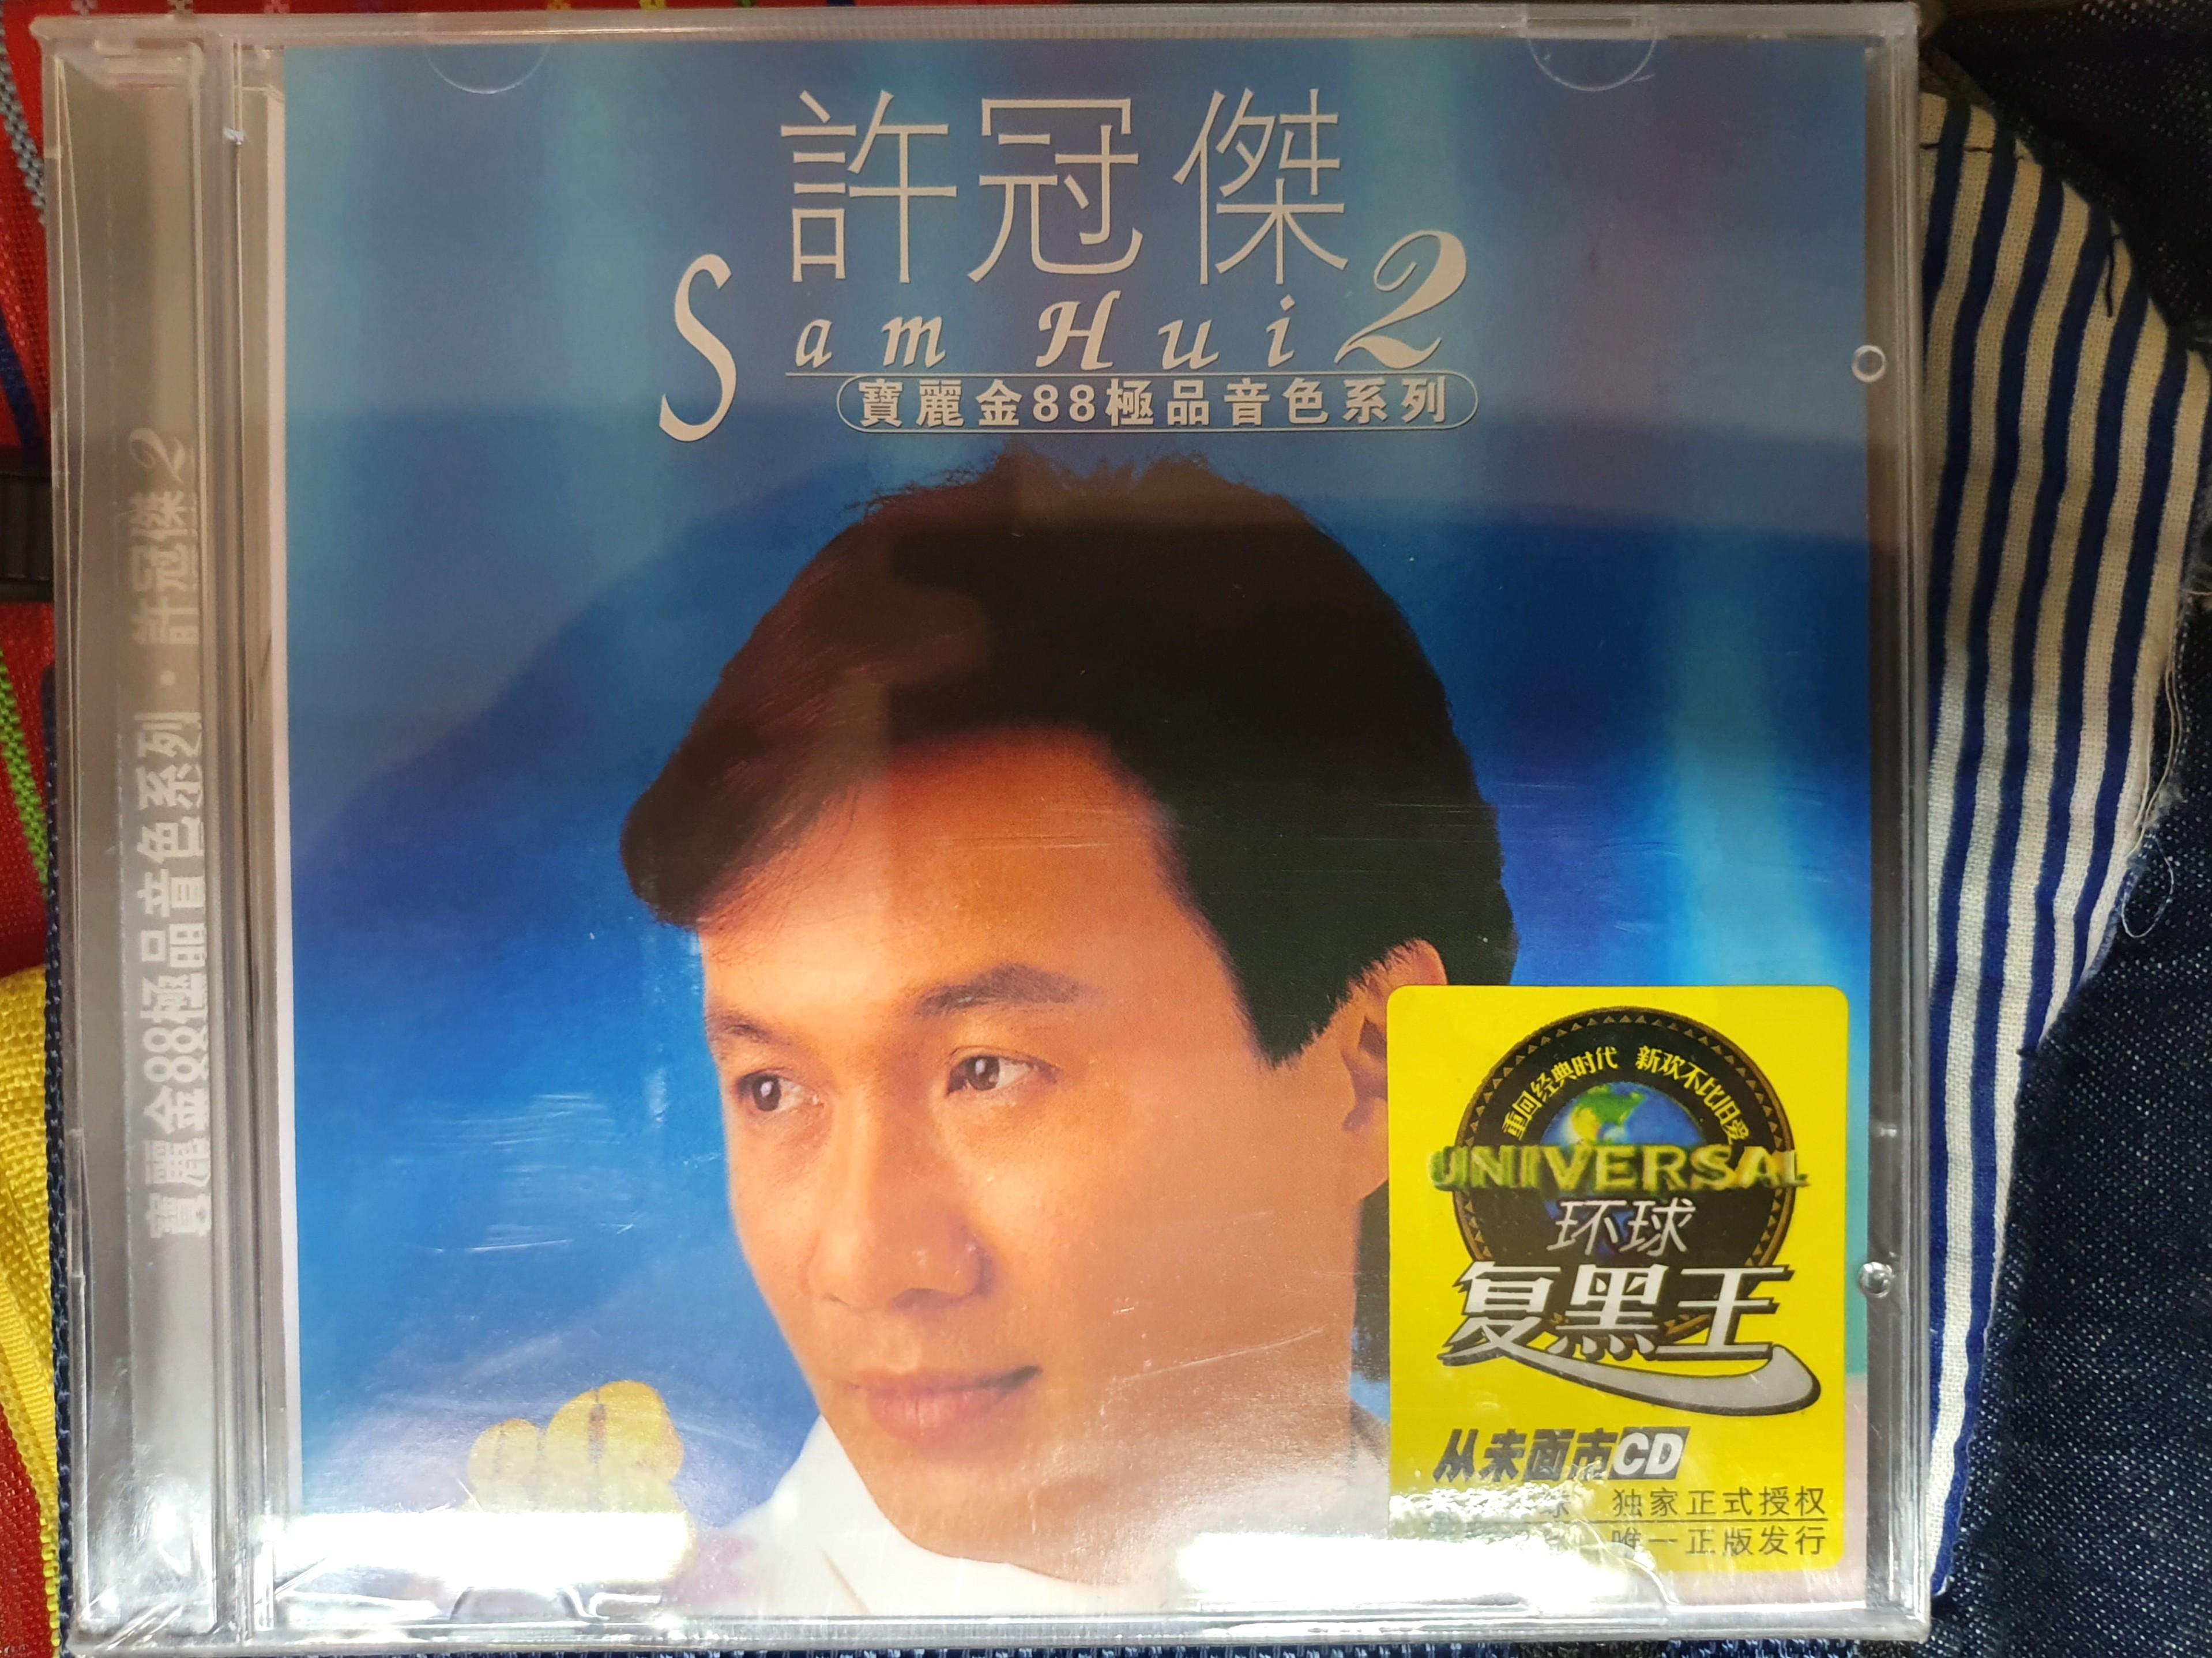 許冠傑
Sam Hui 2
寶麗金88極品音色系列
寶麗金88極品音色系列·許冠傑2
重回经典时代 新欢不比旧爱
UNIVERSAL
环球
复黑王
从未面市CD
独家正式授权
唯一正版发行